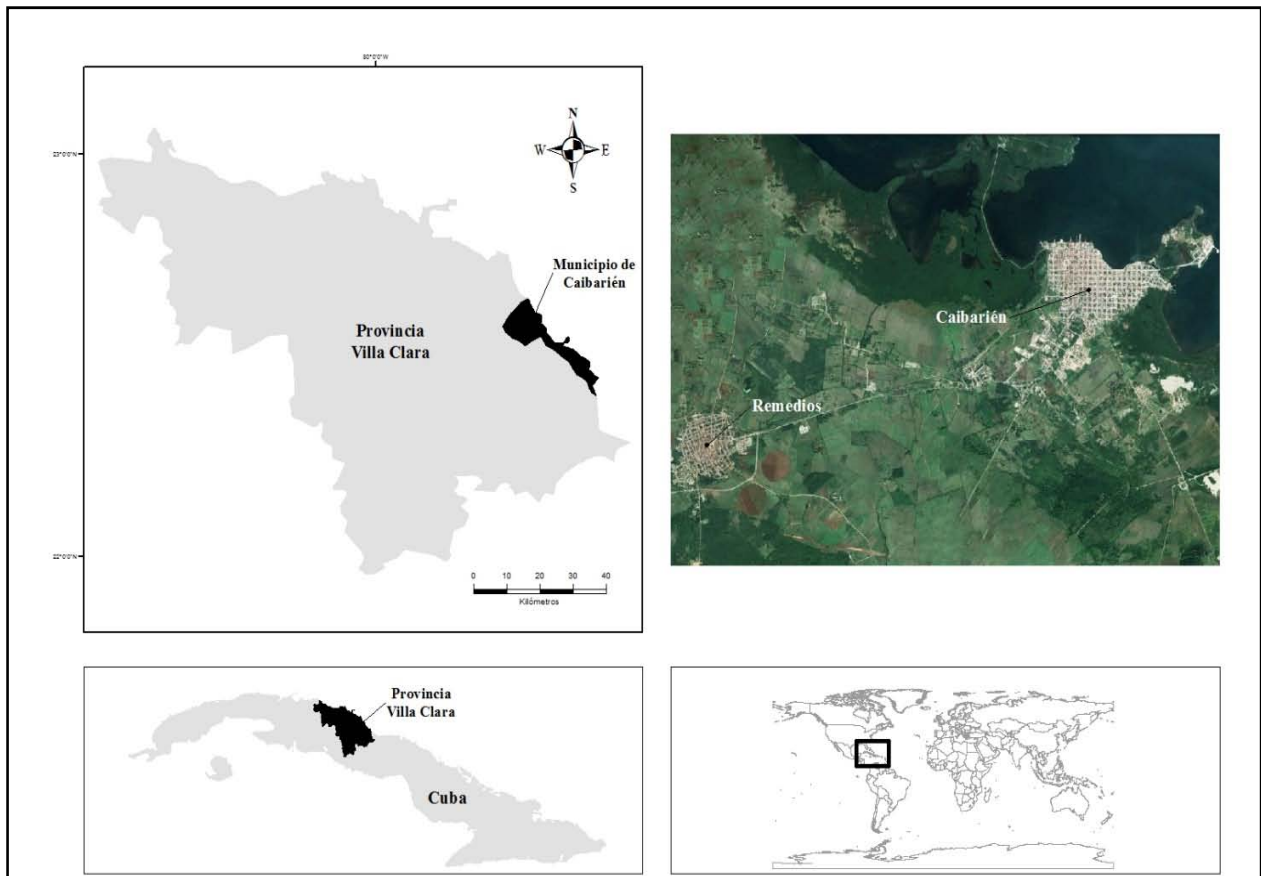 80°0'0"W
N
W
E
S
23°0'0"N
Municipio de
Caibarién
Provincia
Villa Clara
22°0'0"N
0 10 20 30 40
Kilómetros
Caibarién
Remedios
Provincia
Villa Clara
Cuba